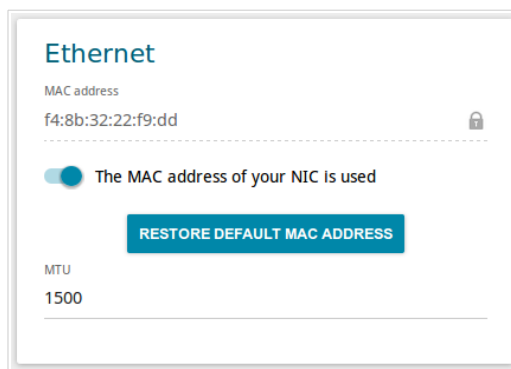 Ethernet
MAC address
f4:8b:32:22:f9:dd
The MAC address of your NIC is used
RESTORE DEFAULT MAC ADDRESS
MTU
1500